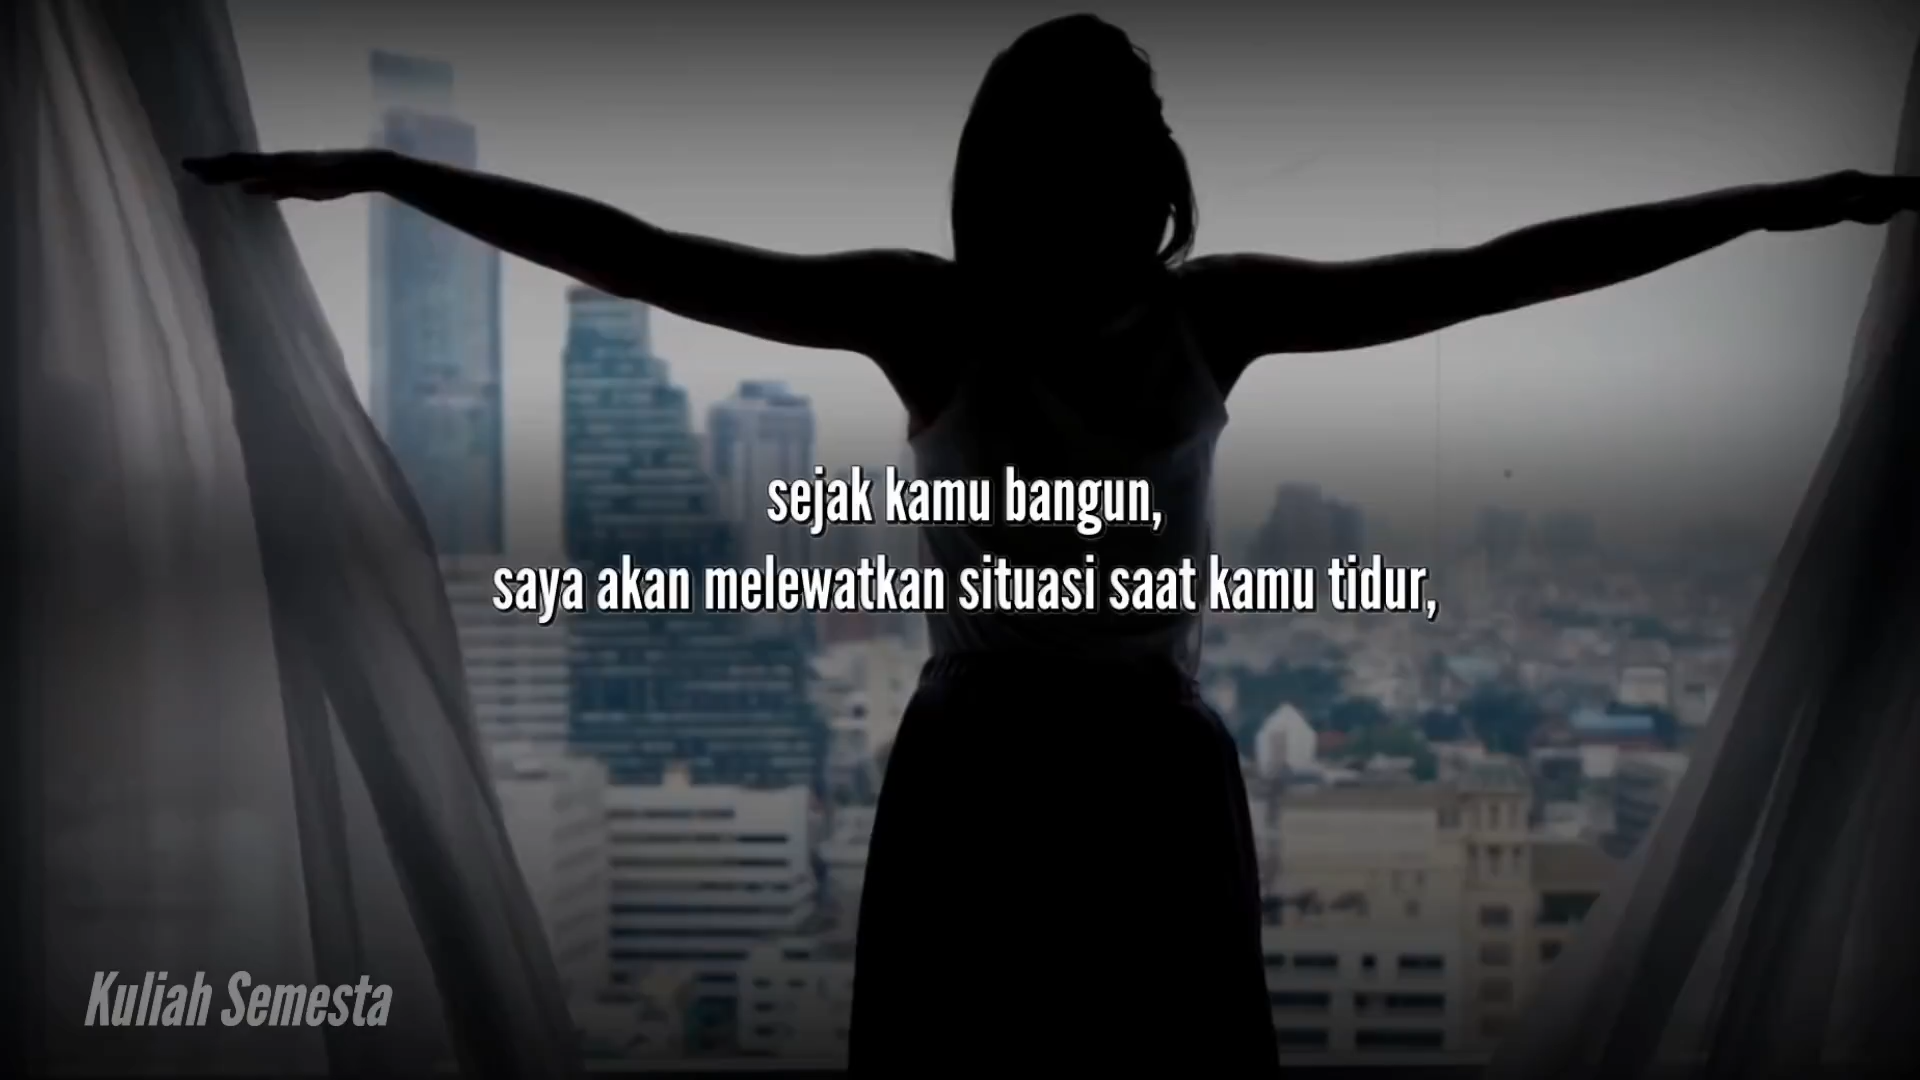 sejak kamu bangun,
saya akan melewatkan situasi saat kamu tidur,
Kuliah Semesta